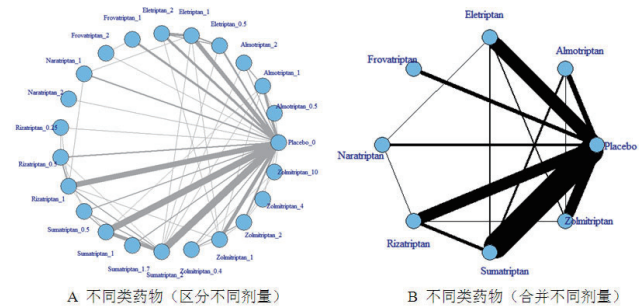 Eletriptan_2
Eletriptan_1
Frovatriptan_1
Eletriptan_0.5
Frovatriptan_2
Almotriptan_2
Naratriptan_1
Almotriptan_1
Naratriptan_2
Almotriptan_0.5
Rizatriptan_0.25
Placebo_0
Rizatriptan_0.5
Zolmitriptan_10
Rizatriptan_1
Zolmitriptan_4
Sumatriptan_0.5
Zolmitriptan_2
Sumatriptan_1
Zolmitriptan_1
Sumatriptan_1.?
Sumatriptan_2
Zolmitriptan_0.4
A 不同类药物（区分不同剂量）
Eletriptan
Frovatriptan
Almotriptan
Naratriptan
Placebo
Rizatriptan
Zolmitriptan
Sumatriptan
B 不同类药物（合并不同剂量）